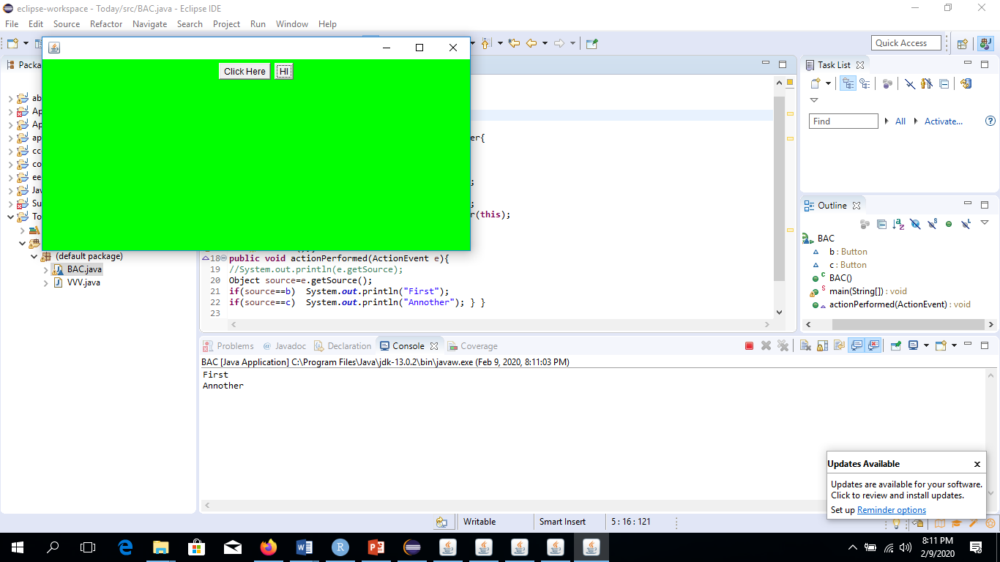 eclipse-workspace - Today/src/BAC.java - Eclipse IDE
File Edit Source Refactor Navigate Search Project Run Window Help
Quick Access
Click Here HI
Packa
ab
Ap
Ap
ap
cc
co
ee
Jav
Su
To
(default package)
BAC.java
VVV.java
er{
;
;
r(this);
18 public void actionPerformed(ActionEvent e){
19 //System.out.println(e.getSource);
20 Object source=e.getSource();
21 if(source==b) System.out.println("First");
22 if(source==c) System.out.println("Annother"); } }
23
Task List
Find All Activate...
Outline
BAC
b : Button
c : Button
BAC()
main(String[]) : void
actionPerformed(ActionEvent) : void
Problems @ Javadoc Declaration Console Coverage
BAC [Java Application] C:\Program Files\Java\jdk-13.0.2\bin\javaw.exe (Feb 9, 2020, 8:11:03 PM)
First
Annother
Updates Available x
Updates are available for your software.
Click to review and install updates.
Set up Reminder options
Writable Smart Insert 5 : 16 : 121
8:11 PM
2/9/2020